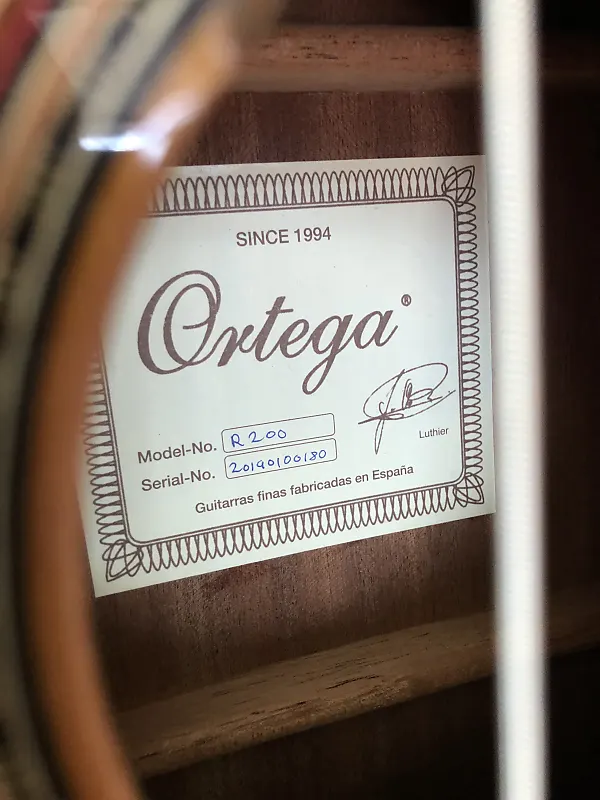 SINCE 1994
Ortega®
Model-No. R200
Serial-No. 20190100180
Luthier
Guitarras finas fabricadas en España